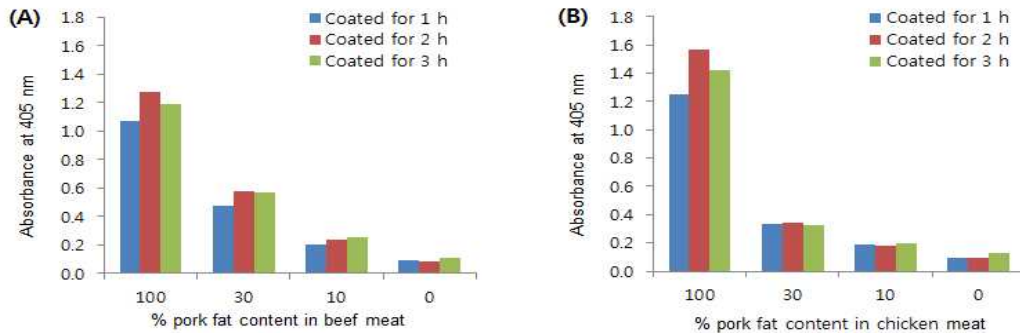 (A)
Coated for 1 h
Coated for 2 h
Coated for 3 h
Absorbance at 405 nm
1.8
1.6
1.4
1.2
1.0
0.8
0.6
0.4
0.2
0.0
100 30 10 0
% pork fat content in beef meat
(B)
Coated for 1 h
Coated for 2 h
Coated for 3 h
Absorbance at 405 nm
1.8
1.6
1.4
1.2
1.0
0.8
0.6
0.4
0.2
0.0
100 30 10 0
% pork fat content in chicken meat